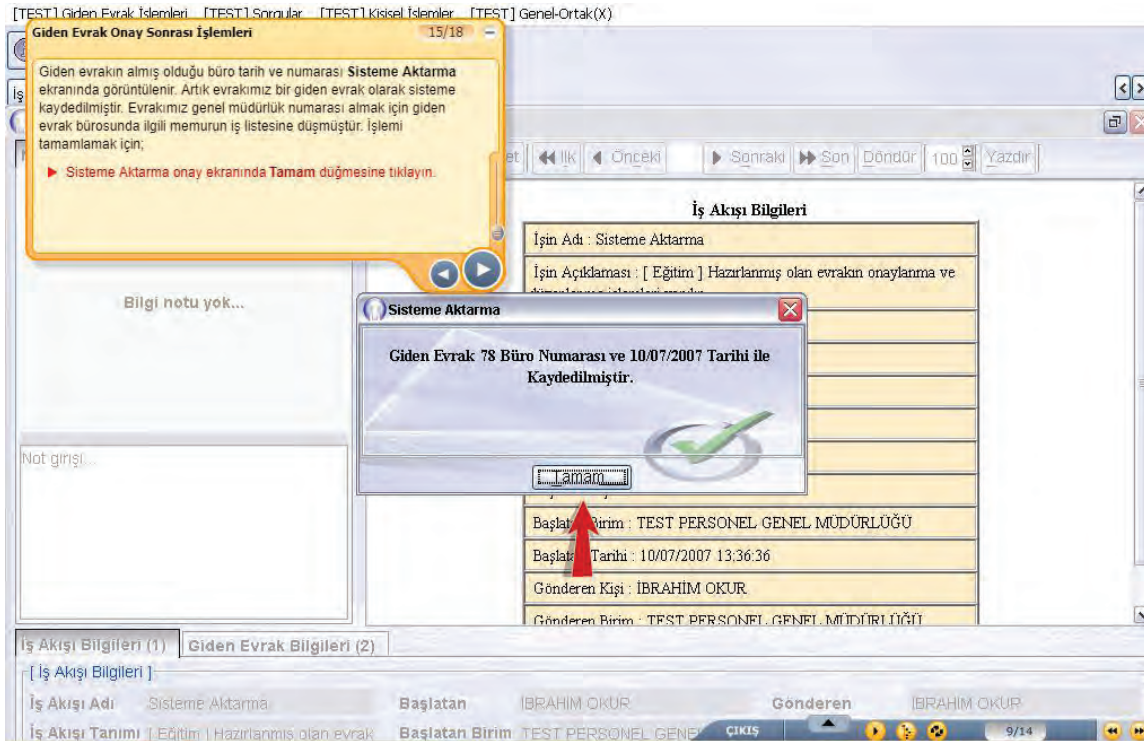 [TEST] Giden Evrak İşlemleri [TEST] Sorgular [TEST] Kişisel İşlemler [TEST] Genel-Ortak(X)
Giden Evrak Onay Sonrası İşlemleri 15/18
Giden evrakın almış olduğu büro tarih ve numarası Sisteme Aktarma
ekranında görüntülenir. Artık evrakımız bir giden evrak olarak sisteme
kaydedilmiştir. Evrakımız genel müdürlük numarası almak için giden
evrak bürosunda ilgili memurun iş listesine düşmüştür. İşlemi
tamamlamak için;
Sisteme Aktarma onay ekranında Tamam düğmesine tıklayın.
İlk Önceki Sonraki Son Döndür 100 Yazdır
İş Akışı Bilgileri
İşin Adı : Sisteme Aktarma
İşin Açıklaması : [ Eğitim ] Hazırlanmış olan evrakın onaylanma ve
Bilgi notu yok...
Sisteme Aktarma
Giden Evrak 78 Büro Numarası ve 10/07/2007 Tarihi ile
Kaydedilmiştir.
Tamam
Not girişi...
Birim : TEST PERSONEL GENEL MÜDÜRLÜĞÜ
Tarihi : 10/07/2007 13:36:36
Gönderen Kişi : İBRAHİM OKUR
Gönderen Birim : TEST PERSONEL GENEL MÜDÜRLÜĞÜ
İş Akışı Bilgileri (1) Giden Evrak Bilgileri (2)
[ İş Akışı Bilgileri ]
İş Akışı Adı Sisteme Aktarma Başlatan İBRAHİM OKUR Gönderen İBRAHİM OKUR
İş Akışı Tanımı [ Eğitim ] Hazırlanmış olan evrak Başlatan Birim TEST PERSONEL GENE ÇIKIŞ 9/14